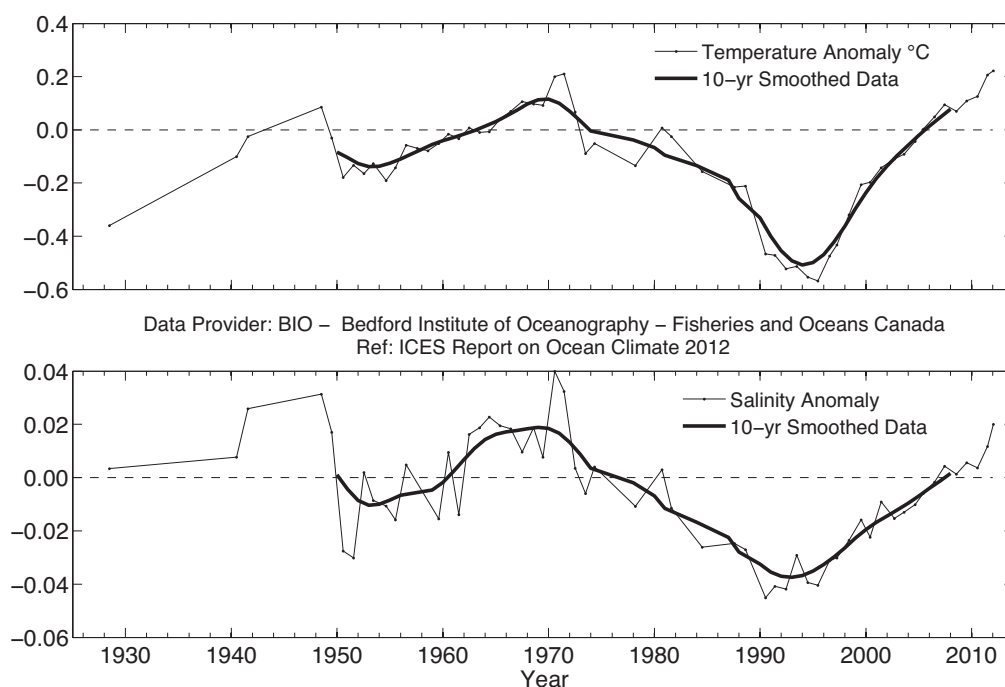 0.4
0.2
0.0
−0.2
−0.4
−0.6
Temperature Anomaly °C
10−yr Smoothed Data
Data Provider: BIO − Bedford Institute of Oceanography − Fisheries and Oceans Canada
Ref: ICES Report on Ocean Climate 2012
0.04
0.02
0.00
−0.02
−0.04
−0.06
Salinity Anomaly
10−yr Smoothed Data
1930 1940 1950 1960 1970 1980 1990 2000 2010
Year